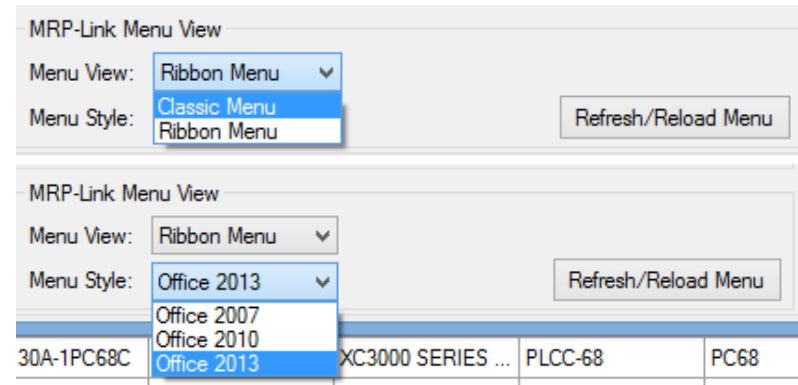 MRP-Link Menu View
Menu View: Ribbon Menu
Menu Style: Classic Menu Refresh/Reload Menu
Ribbon Menu
MRP-Link Menu View
Menu View: Ribbon Menu
Menu Style: Office 2013 Refresh/Reload Menu
Office 2007
Office 2010
30A-1PC68C Office 2013 XC3000 SERIES ... PLCC-68 PC68